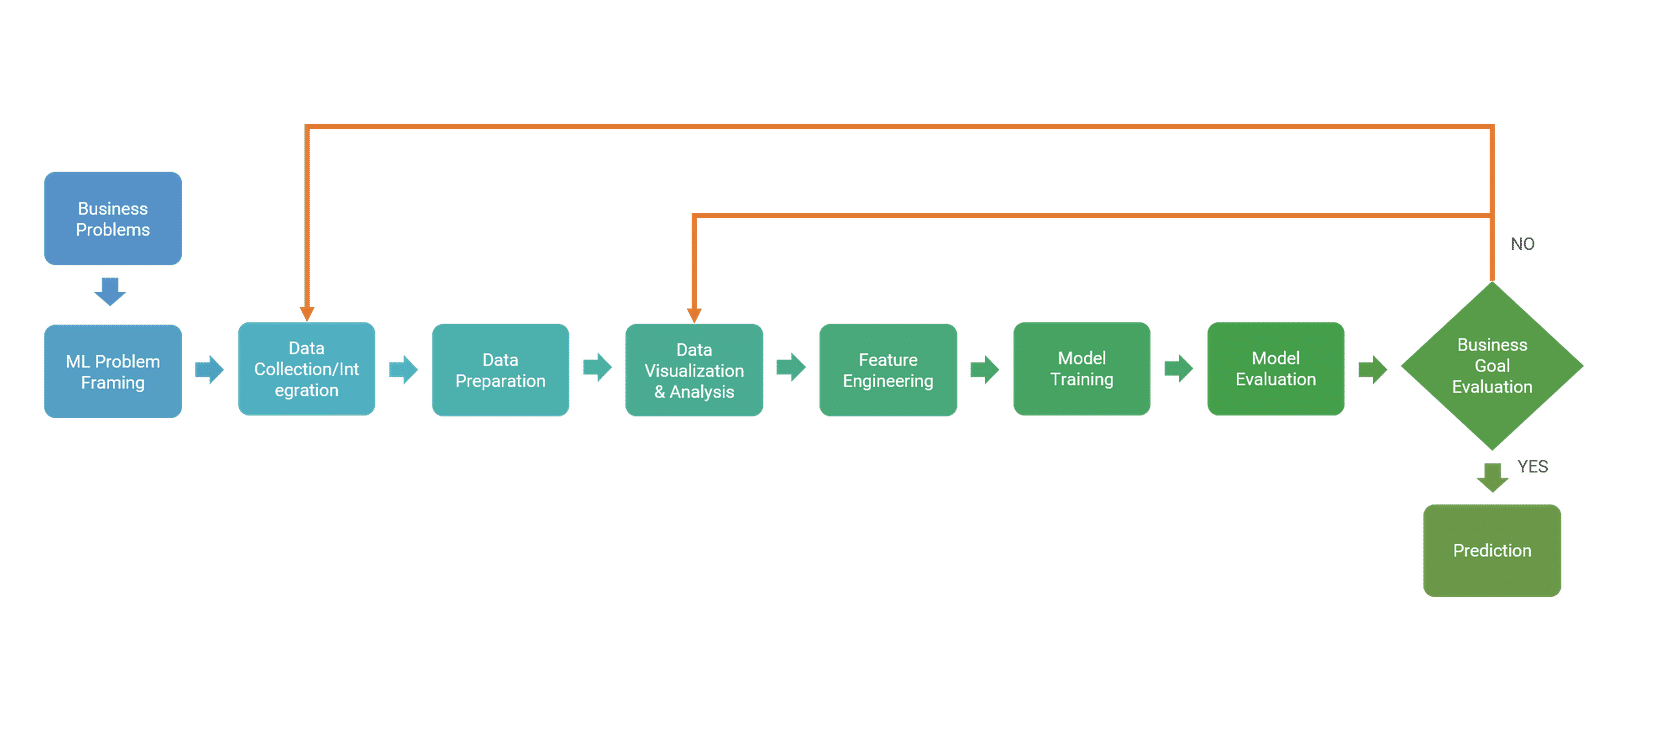 Business
Problems
ML Problem
Framing
Data
Collection/Int
egration
Data
Preparation
Data
Visualization
& Analysis
Feature
Engineering
Model
Training
Model
Evaluation
Business
Goal
Evaluation
NO
YES
Prediction